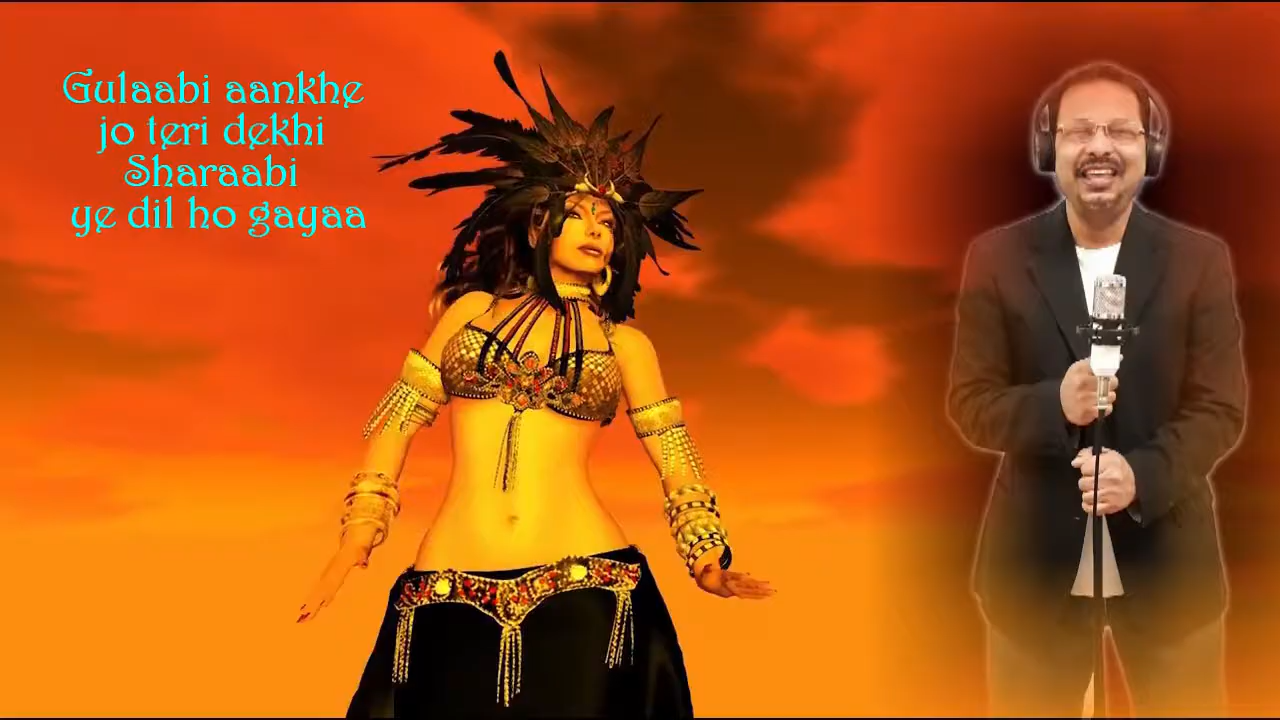 Gulaabi aankhe
jo teri dekhi
Sharaabi
ye dil ho gayaa